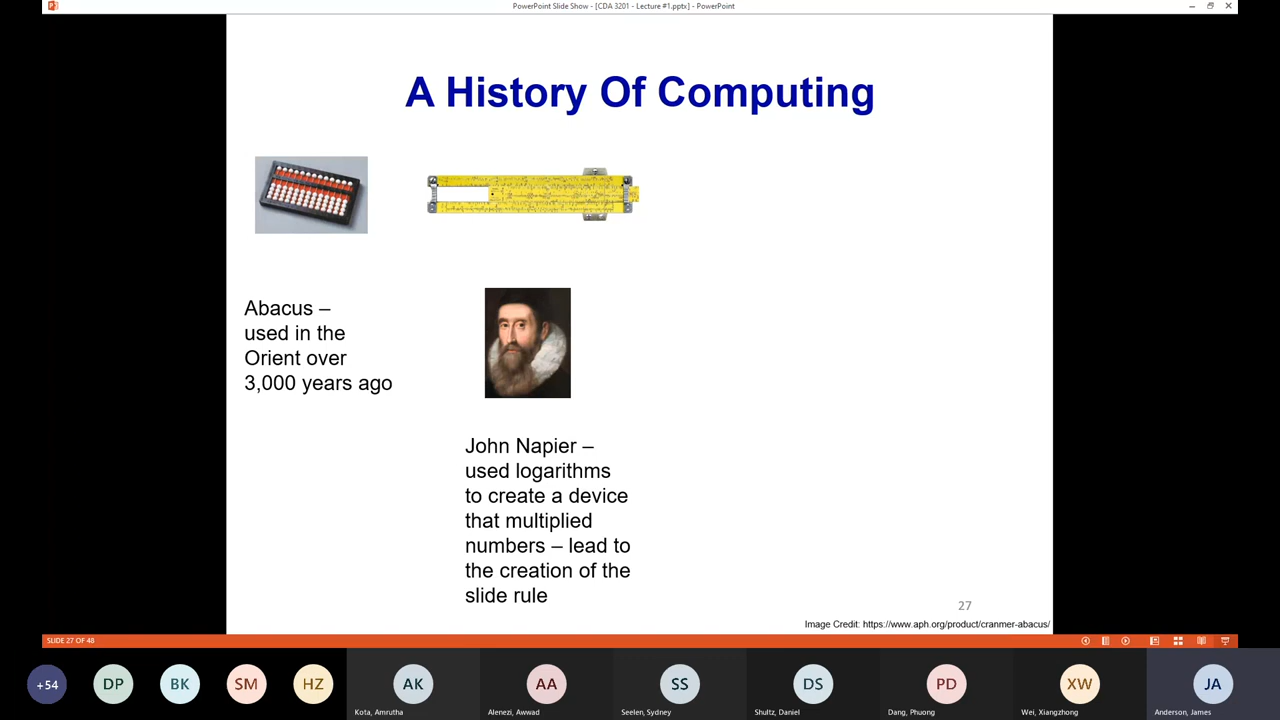 PowerPoint Slide Show - [CDA 3201 - Lecture #1.pptx] - PowerPoint
A History Of Computing
Abacus –
used in the
Orient over
3,000 years ago
John Napier –
used logarithms
to create a device
that multiplied
numbers – lead to
the creation of the
slide rule
27
Image Credit: https://www.aph.org/product/cranmer-abacus/
SLIDE 27 OF 48
+54
DP
BK
SM
HZ
AK
AA
SS
DS
PD
XW
JA
Kota, Amrutha
Alenezi, Awwad
Seelen, Sydney
Shultz, Daniel
Dang, Phuong
Wei, Xiangzhong
Anderson, James